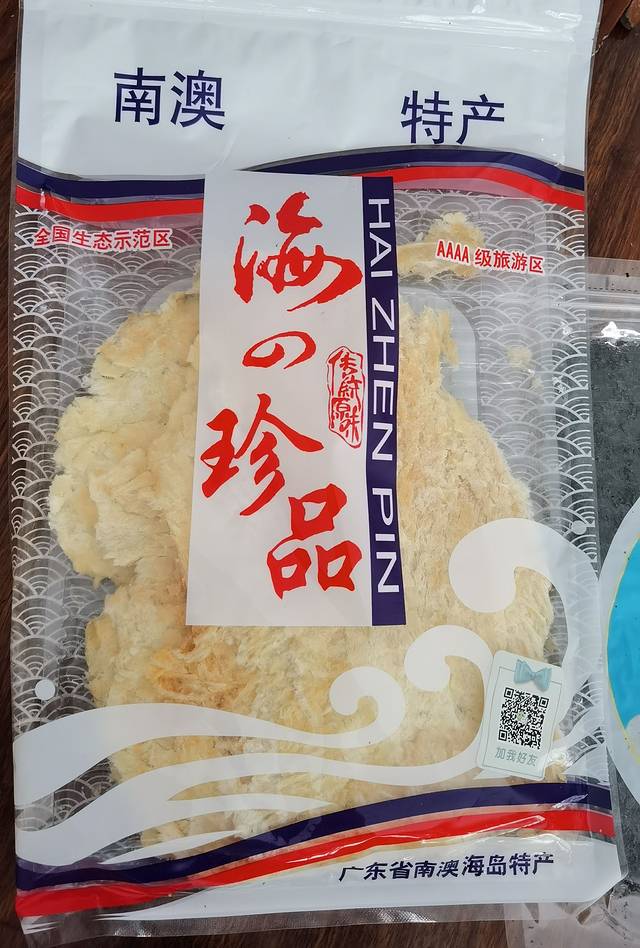 南澳 特产
全国生态示范区
AAAA 级旅游区
海の珍品
传统原味
HAI ZHEN PIN
加我好友
广东省南澳海岛特产